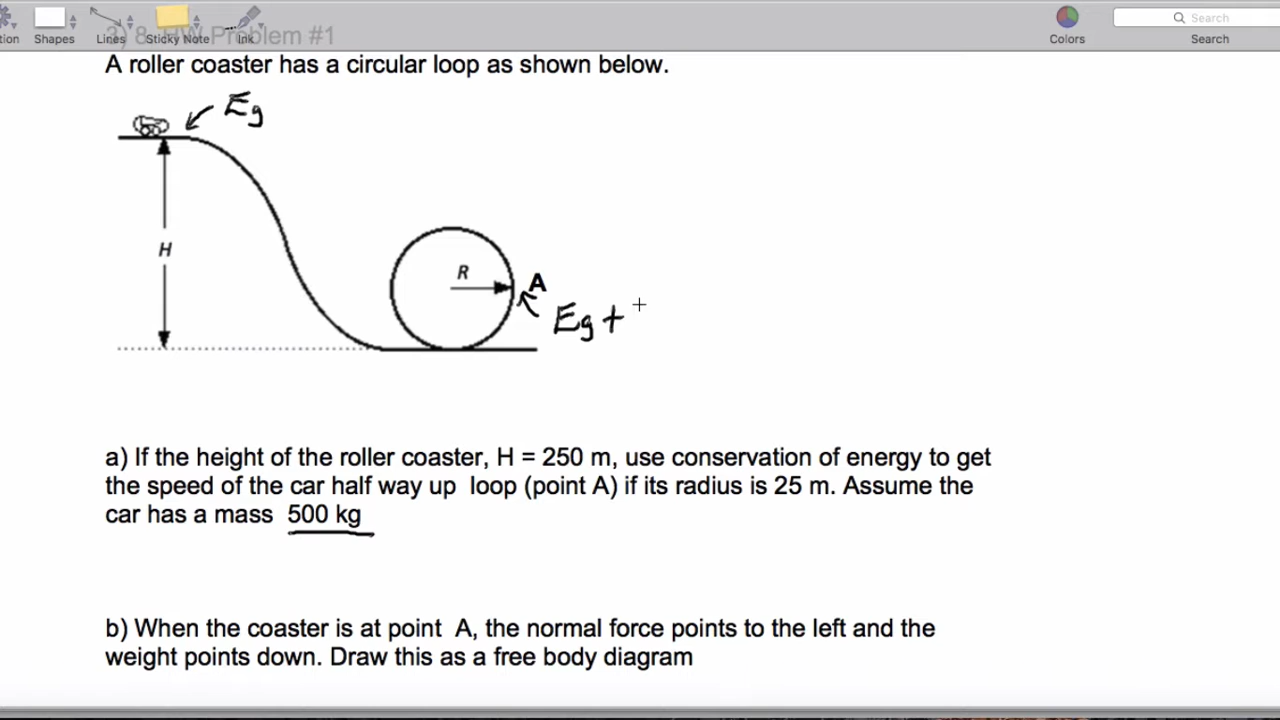 tion Shapes Lines Sticky Note Ink Colors Search Search
A roller coaster has a circular loop as shown below.
Eg
H
R
A
Eg +
a) If the height of the roller coaster, H = 250 m, use conservation of energy to get
the speed of the car half way up loop (point A) if its radius is 25 m. Assume the
car has a mass 500 kg
b) When the coaster is at point A, the normal force points to the left and the
weight points down. Draw this as a free body diagram